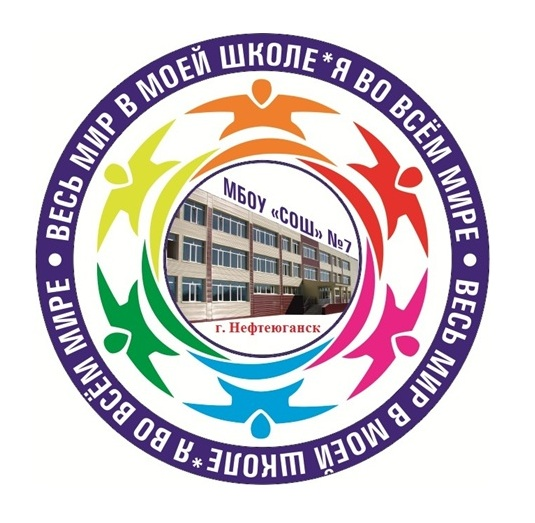 ВЕСЬ МИР В МОЕЙ ШКОЛЕ*Я ВО ВСЁМ МИРЕ • ВЕСЬ МИР В МОЕЙ ШКОЛЕ*Я ВО ВСЁМ МИРЕ •
МБОУ «СОШ» №7
г. Нефтеюганск